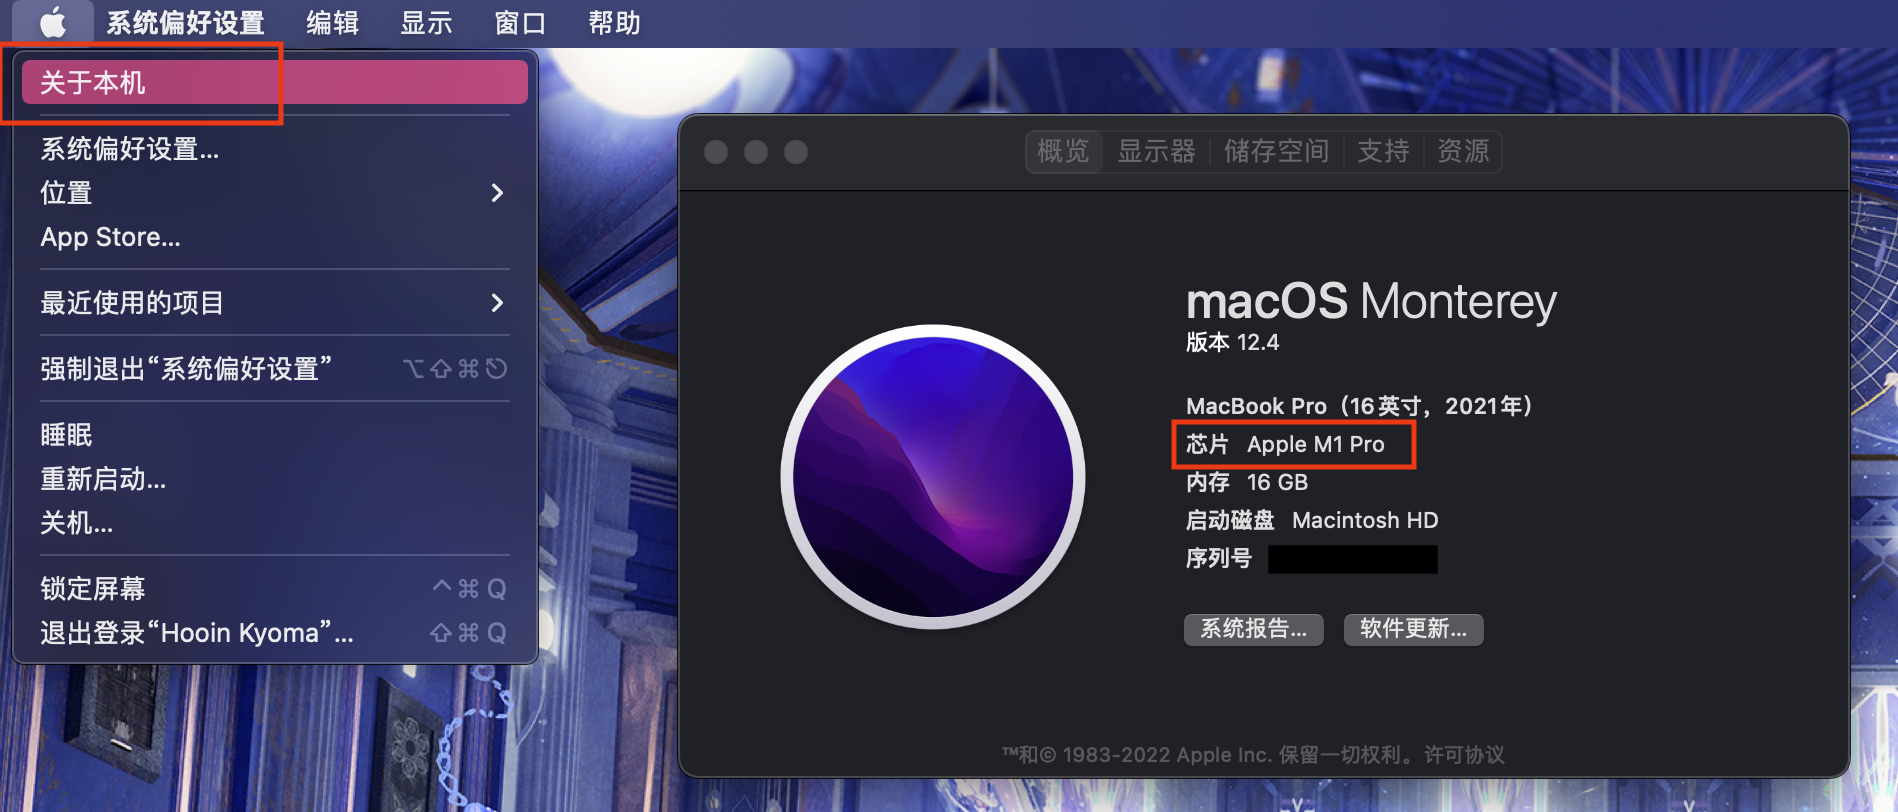 系统偏好设置 编辑 显示 窗口 帮助
关于本机
系统偏好设置...
位置
App Store...
最近使用的项目
强制退出“系统偏好设置” ⌥⇧⌘⎋
睡眠
重新启动...
关机...
锁定屏幕 ^⌘Q
退出登录“Hooin Kyoma”... ⇧⌘Q
概览 显示器 储存空间 支持 资源
macOS Monterey
版本 12.4
MacBook Pro（16英寸，2021年）
芯片 Apple M1 Pro
内存 16 GB
启动磁盘 Macintosh HD
序列号
系统报告... 软件更新...
™和© 1983-2022 Apple Inc. 保留一切权利。许可协议